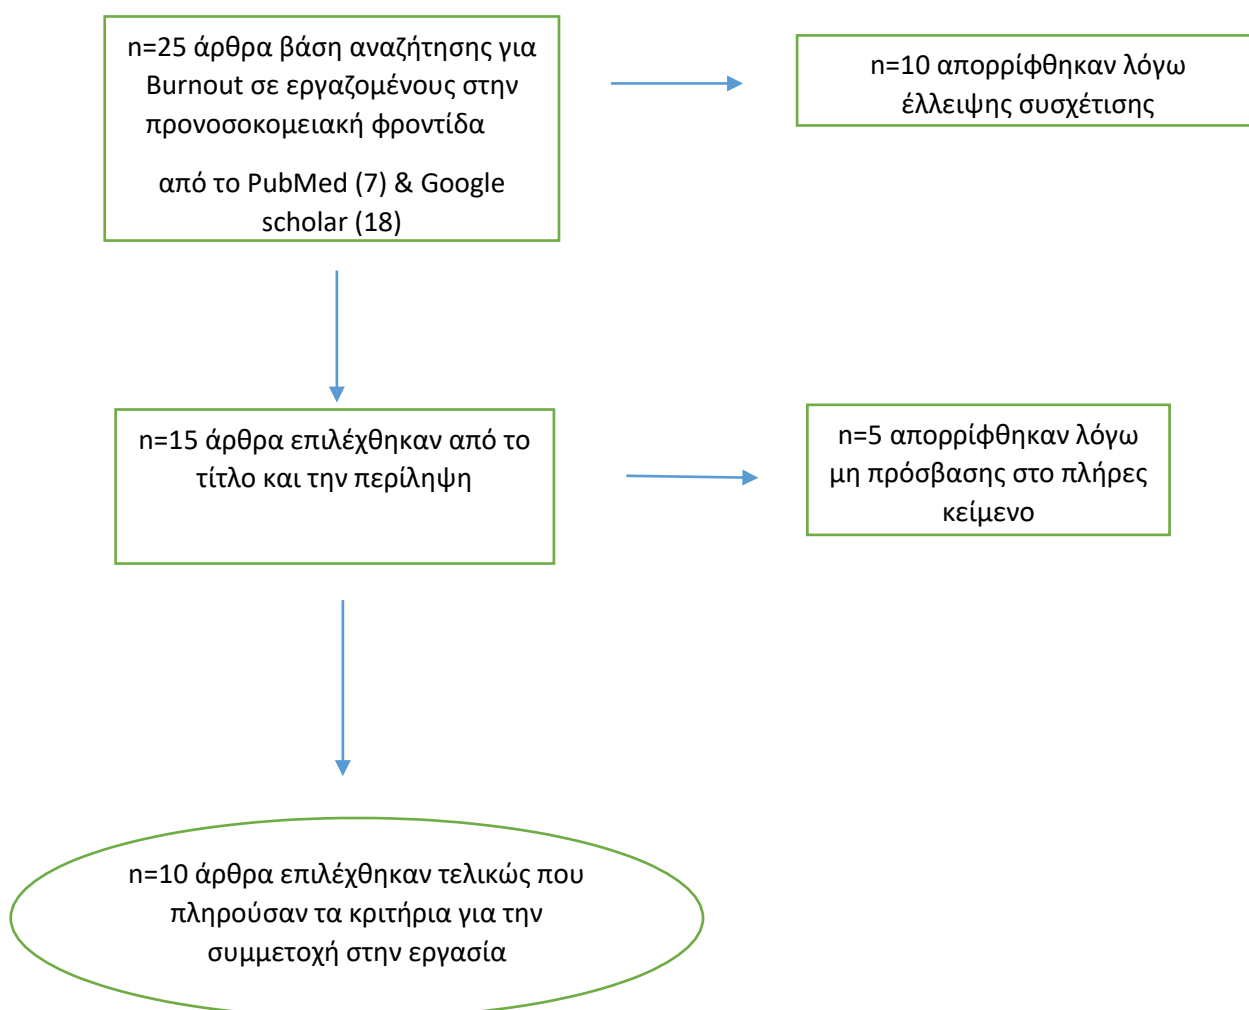 n=25 άρθρα βάση αναζήτησης για
Burnout σε εργαζομένους στην
προνοσοκομειακή φροντίδα
από το PubMed (7) & Google
scholar (18)
n=10 απορρίφθηκαν λόγω
έλλειψης συσχέτισης
n=15 άρθρα επιλέχθηκαν από το
τίτλο και την περίληψη
n=5 απορρίφθηκαν λόγω
μη πρόσβασης στο πλήρες
κείμενο
n=10 άρθρα επιλέχθηκαν τελικώς που
πληρούσαν τα κριτήρια για την
συμμετοχή στην εργασία